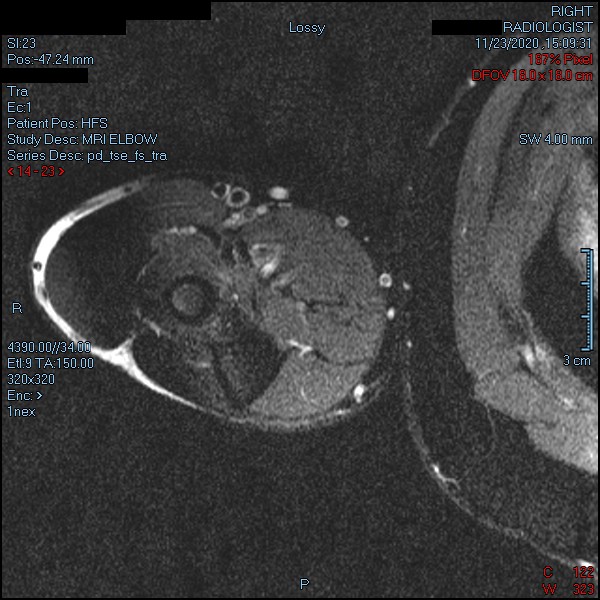 RIGHT
Lossy
RADIOLOGIST
SI:23
11/23/2020 ,15:09:31
Pos:-47.24 mm
187% Pixel
DFOV 18.0 x 18.0 cm
Tra
Ec:1
Patient Pos: HFS
Study Desc: MRI ELBOW
SW 4.00 mm
Series Desc: pd_tse_fs_tra
< 14 - 23 >
R
4390.00//34.00
Etl:9 TA:150.00
3 cm
320x320
Enc: >
1nex
P
C 122
W 323